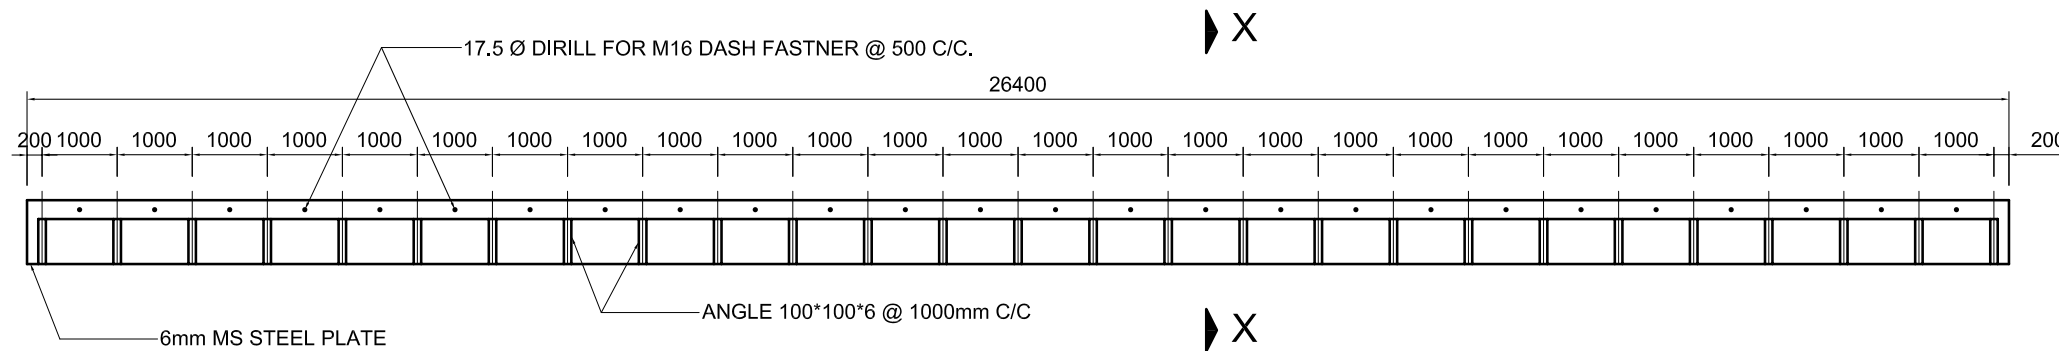 X
17.5 Ø DIRILL FOR M16 DASH FASTNER @ 500 C/C.
26400
200 1000 1000 1000 1000 1000 1000 1000 1000 1000 1000 1000 1000 1000 1000 1000 1000 1000 1000 1000 1000 1000 1000 1000 1000 1000 1000 200
ANGLE 100*100*6 @ 1000mm C/C
X
6mm MS STEEL PLATE